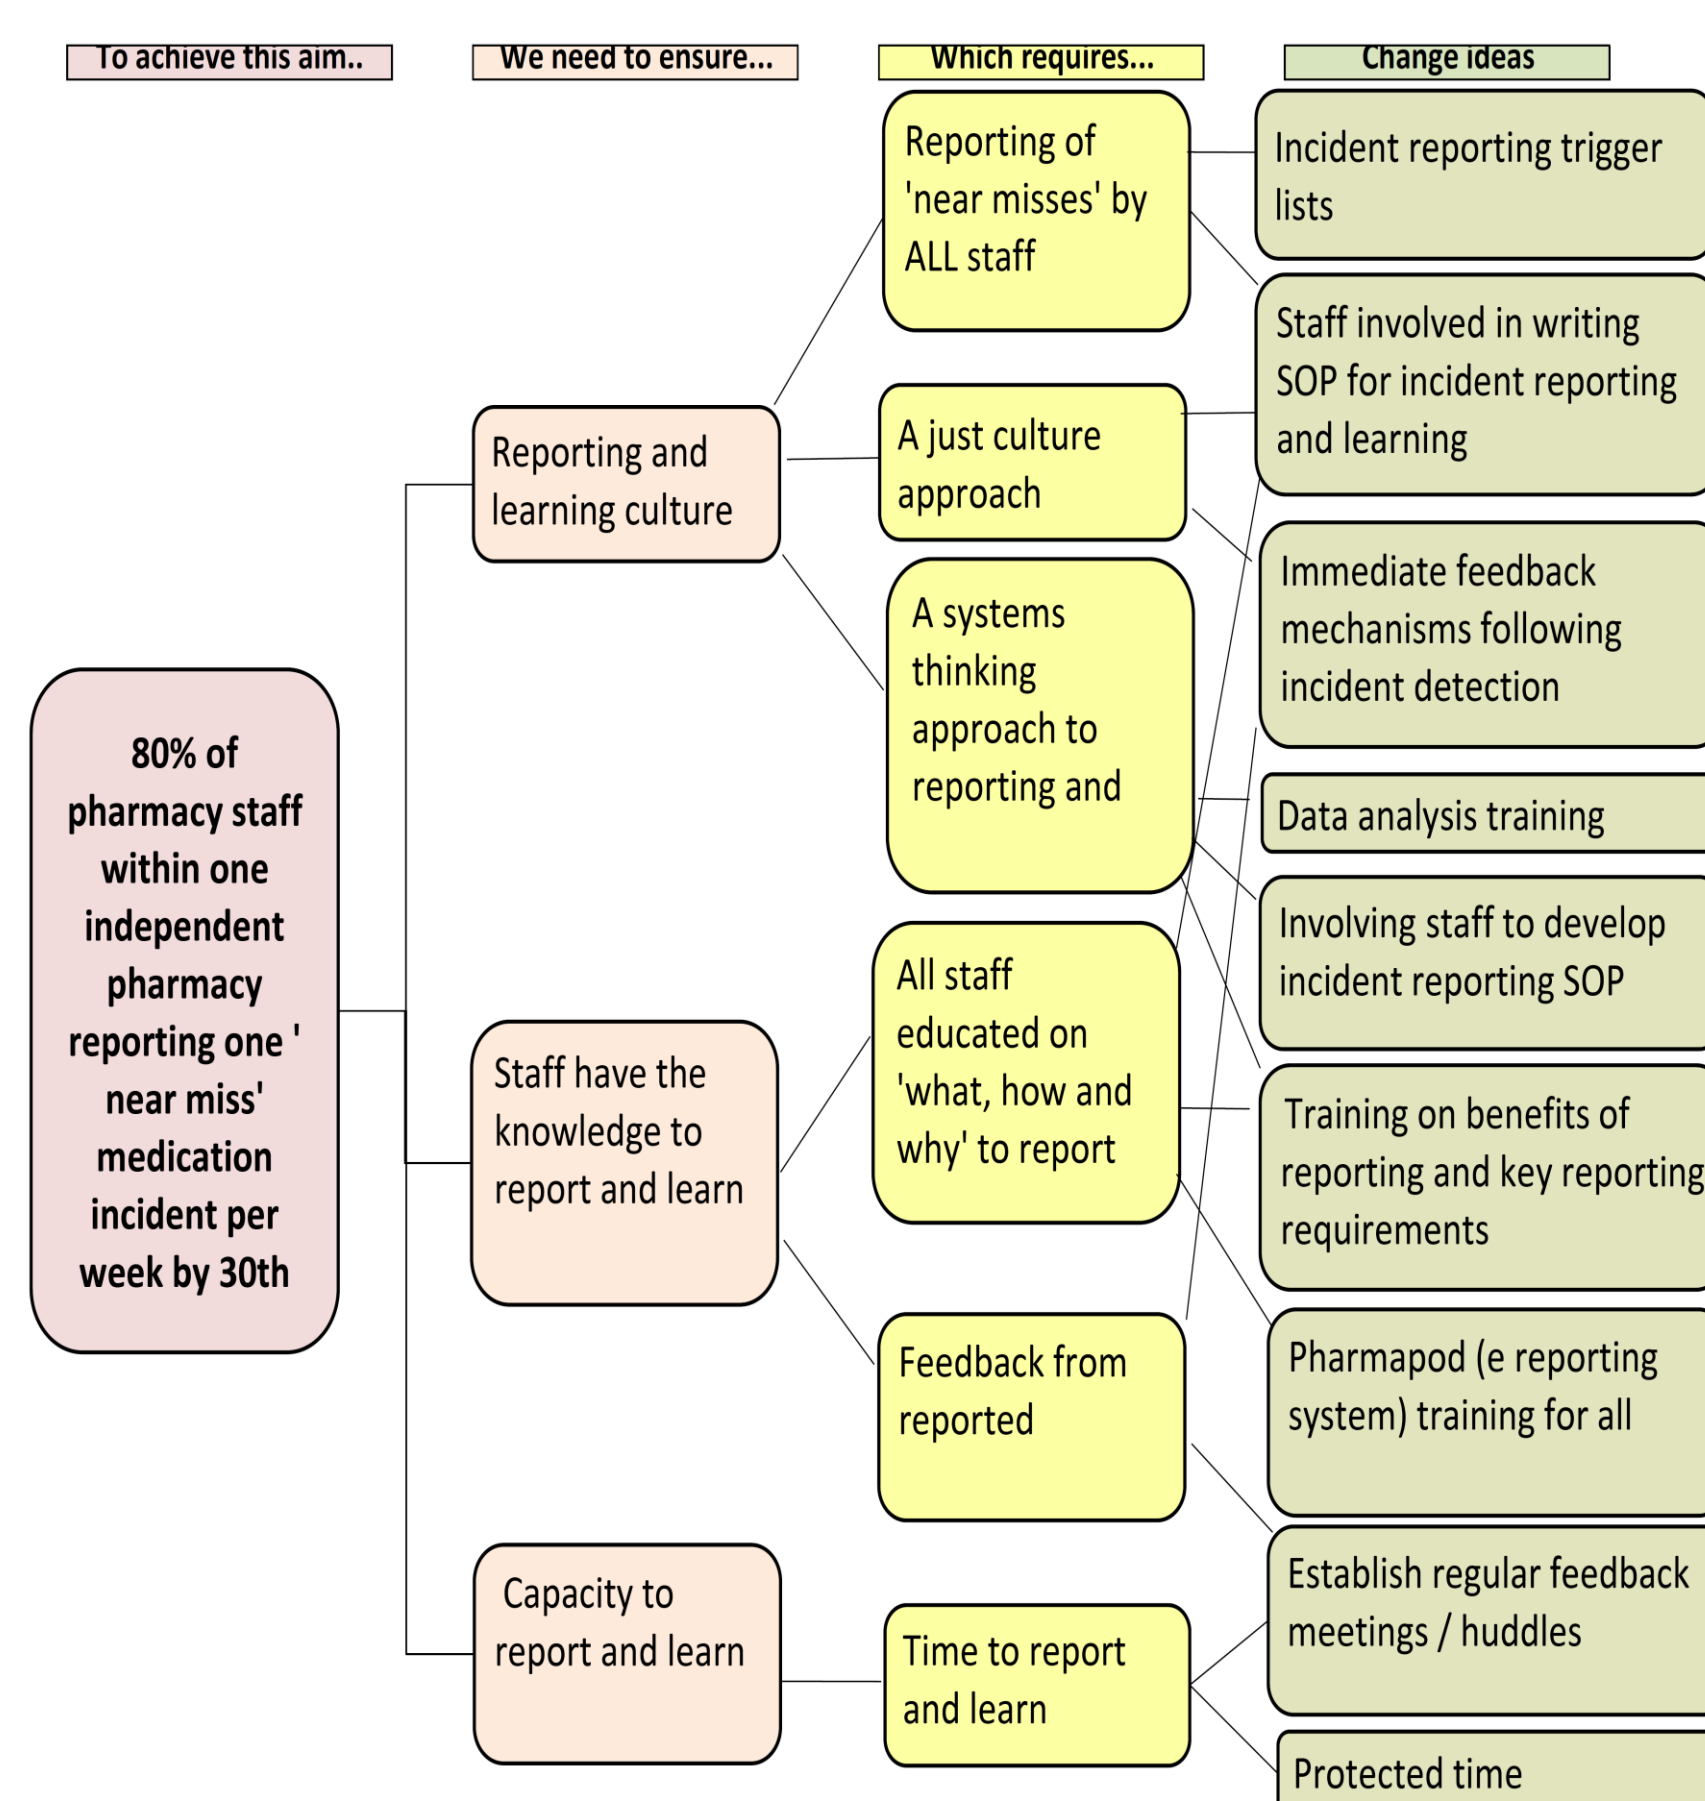 To achieve this aim..
We need to ensure...
Which requires...
Change ideas
80% of
pharmacy staff
within one
independent
pharmacy
reporting one '
near miss'
medication
incident per
week by 30th
Reporting and
learning culture
Staff have the
knowledge to
report and learn
Capacity to
report and learn
Reporting of
'near misses' by
ALL staff
A just culture
approach
A systems
thinking
approach to
reporting and
All staff
educated on
'what, how and
why' to report
Feedback from
reported
Time to report
and learn
Incident reporting trigger
lists
Staff involved in writing
SOP for incident reporting
and learning
Immediate feedback
mechanisms following
incident detection
Data analysis training
Involving staff to develop
incident reporting SOP
Training on benefits of
reporting and key reporting
requirements
Pharmapod (e reporting
system) training for all
Establish regular feedback
meetings / huddles
Protected time